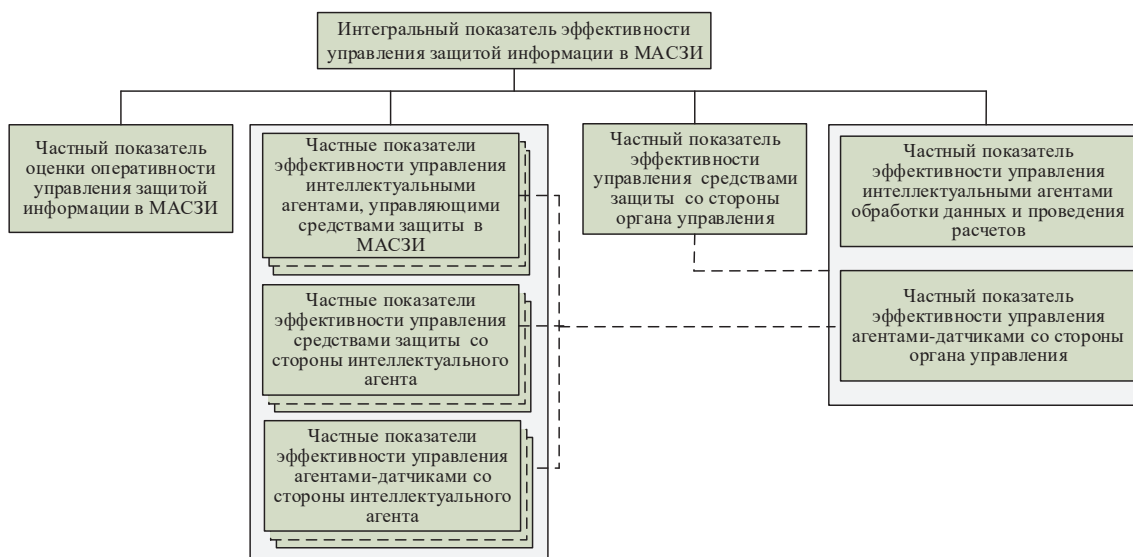 Интегральный показатель эффективности
управления защитой информации в МАСЗИ
Частный показатель
оценки оперативности
управления защитой
информации в МАСЗИ
Частные показатели
эффективности управления
интеллектуальными
агентами, управляющими
средствами защиты в
МАСЗИ
Частные показатели
эффективности управления
средствами защиты со
стороны интеллектуального
агента
Частные показатели
эффективности управления
агентами-датчиками со
стороны интеллектуального
агента
Частный показатель
эффективности
управления средствами
защиты со стороны
органа управления
Частный показатель
эффективности управления
интеллектуальными агентами
обработки данных и проведения
расчетов
Частный показатель
эффективности управления
агентами-датчиками со стороны
органа управления